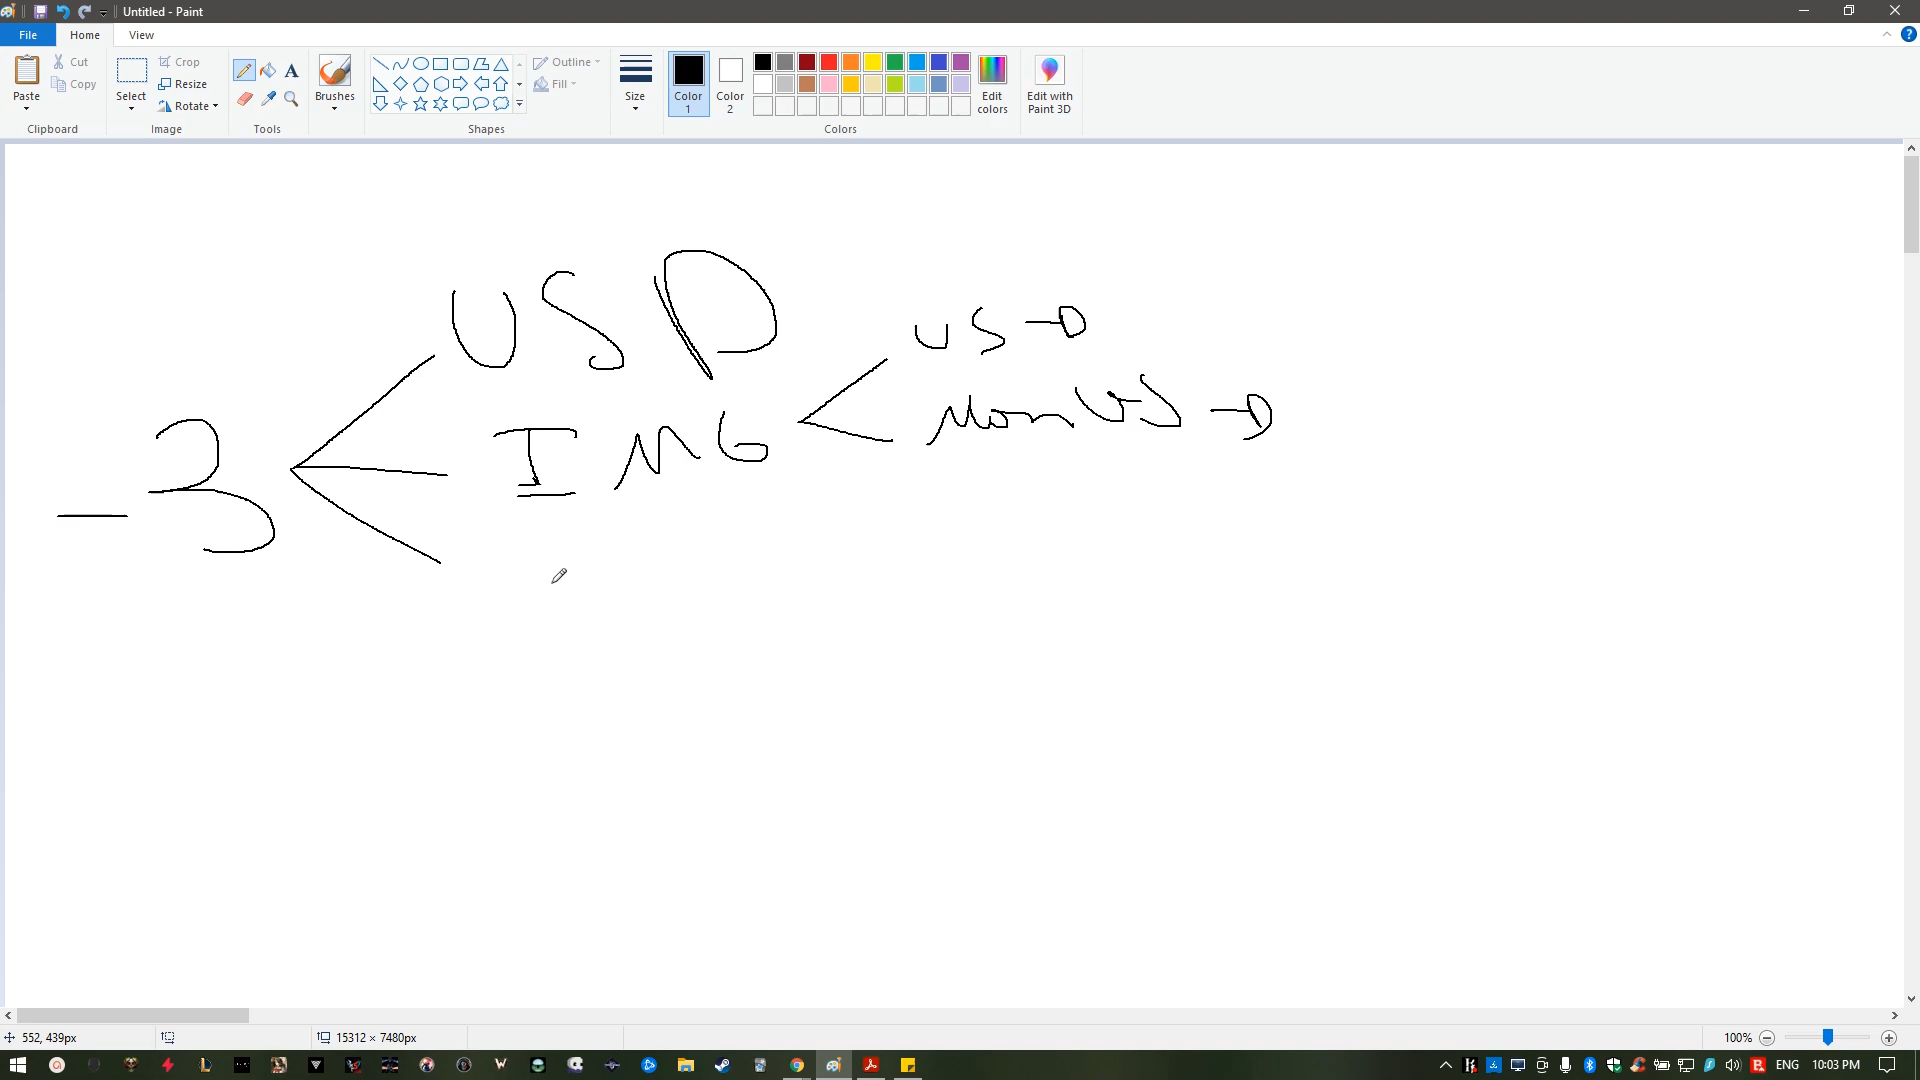 Untitled - Paint
File
Home
View
Paste
Cut
Copy
Clipboard
Select
Crop
Resize
Rotate
Image
Tools
Brushes
Shapes
Outline
Fill
Size
Color 1
Color 2
Edit colors
Edit with Paint 3D
Colors
USD
US-D
IMG
NonUS-D
-3
552, 439px
15312 × 7480px
100%
ENG
10:03 PM